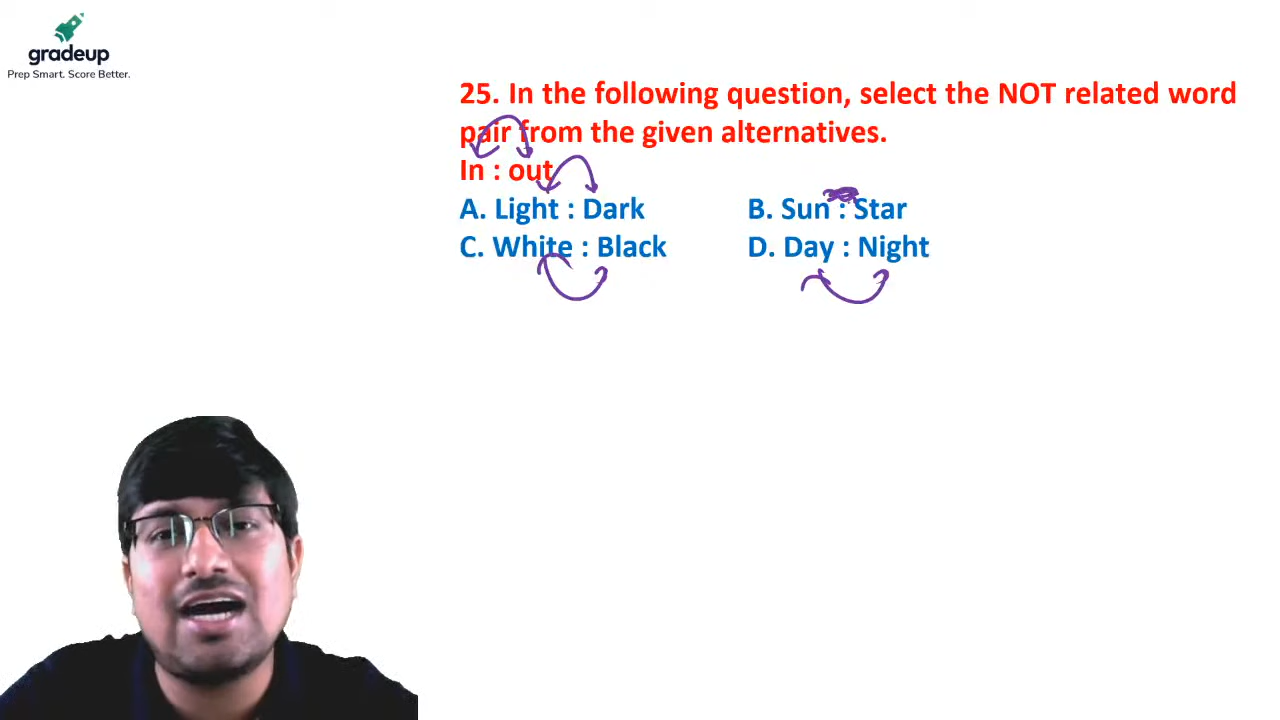 gradeup
Prep Smart. Score Better.
25. In the following question, select the NOT related word
pair from the given alternatives.
In : out
A. Light : Dark B. Sun : Star
C. White : Black D. Day : Night